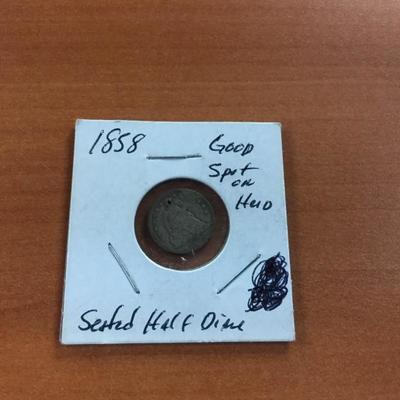 1858
Good
Spot
on
Head
Seated Half Dime